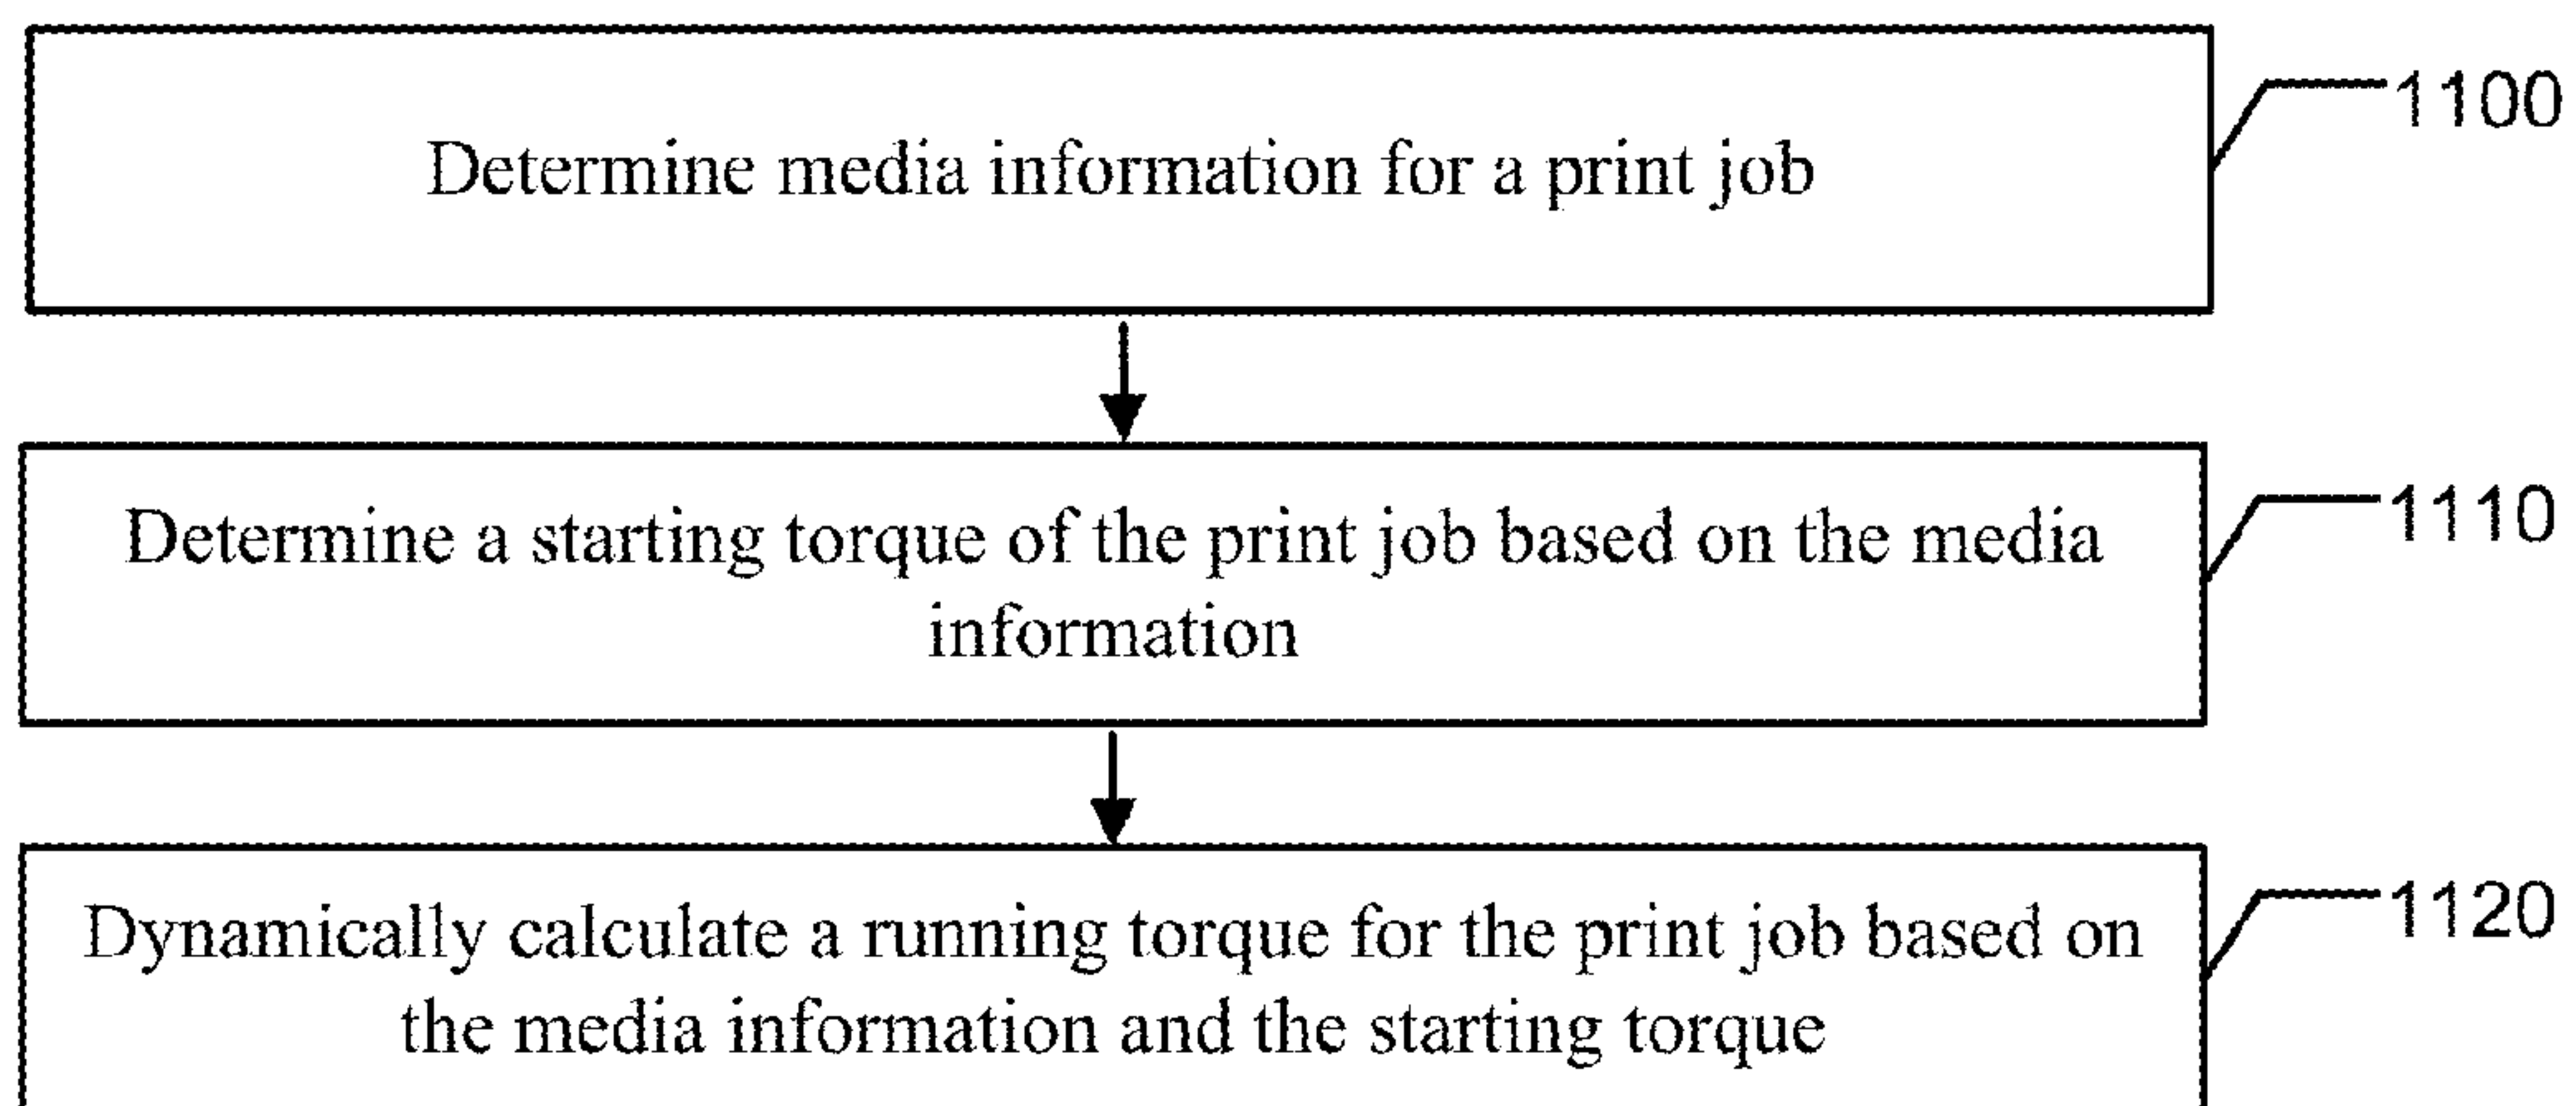 Determine media information for a print job
1100
Determine a starting torque of the print job based on the media
information
1110
Dynamically calculate a running torque for the print job based on
the media information and the starting torque
1120